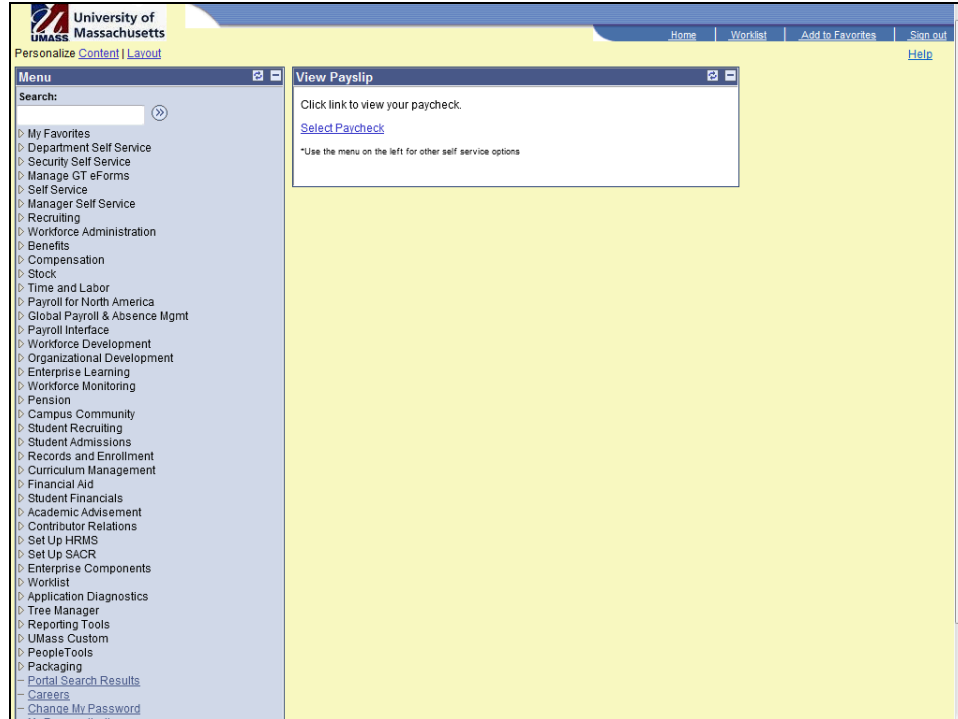 University of
Massachusetts
UMASS
Home Worklist Add to Favorites Sign out
Personalize Content | Layout
Help
Menu
Search:
My Favorites
Department Self Service
Security Self Service
Manage GT eForms
Self Service
Manager Self Service
Recruiting
Workforce Administration
Benefits
Compensation
Stock
Time and Labor
Payroll for North America
Global Payroll & Absence Mgmt
Payroll Interface
Workforce Development
Organizational Development
Enterprise Learning
Workforce Monitoring
Pension
Campus Community
Student Recruiting
Student Admissions
Records and Enrollment
Curriculum Management
Financial Aid
Student Financials
Academic Advisement
Contributor Relations
Set Up HRMS
Set Up SACR
Enterprise Components
Worklist
Application Diagnostics
Tree Manager
Reporting Tools
UMass Custom
PeopleTools
Packaging
Portal Search Results
Careers
Change My Password
View Payslip
Click link to view your paycheck.
Select Paycheck
*Use the menu on the left for other self service options